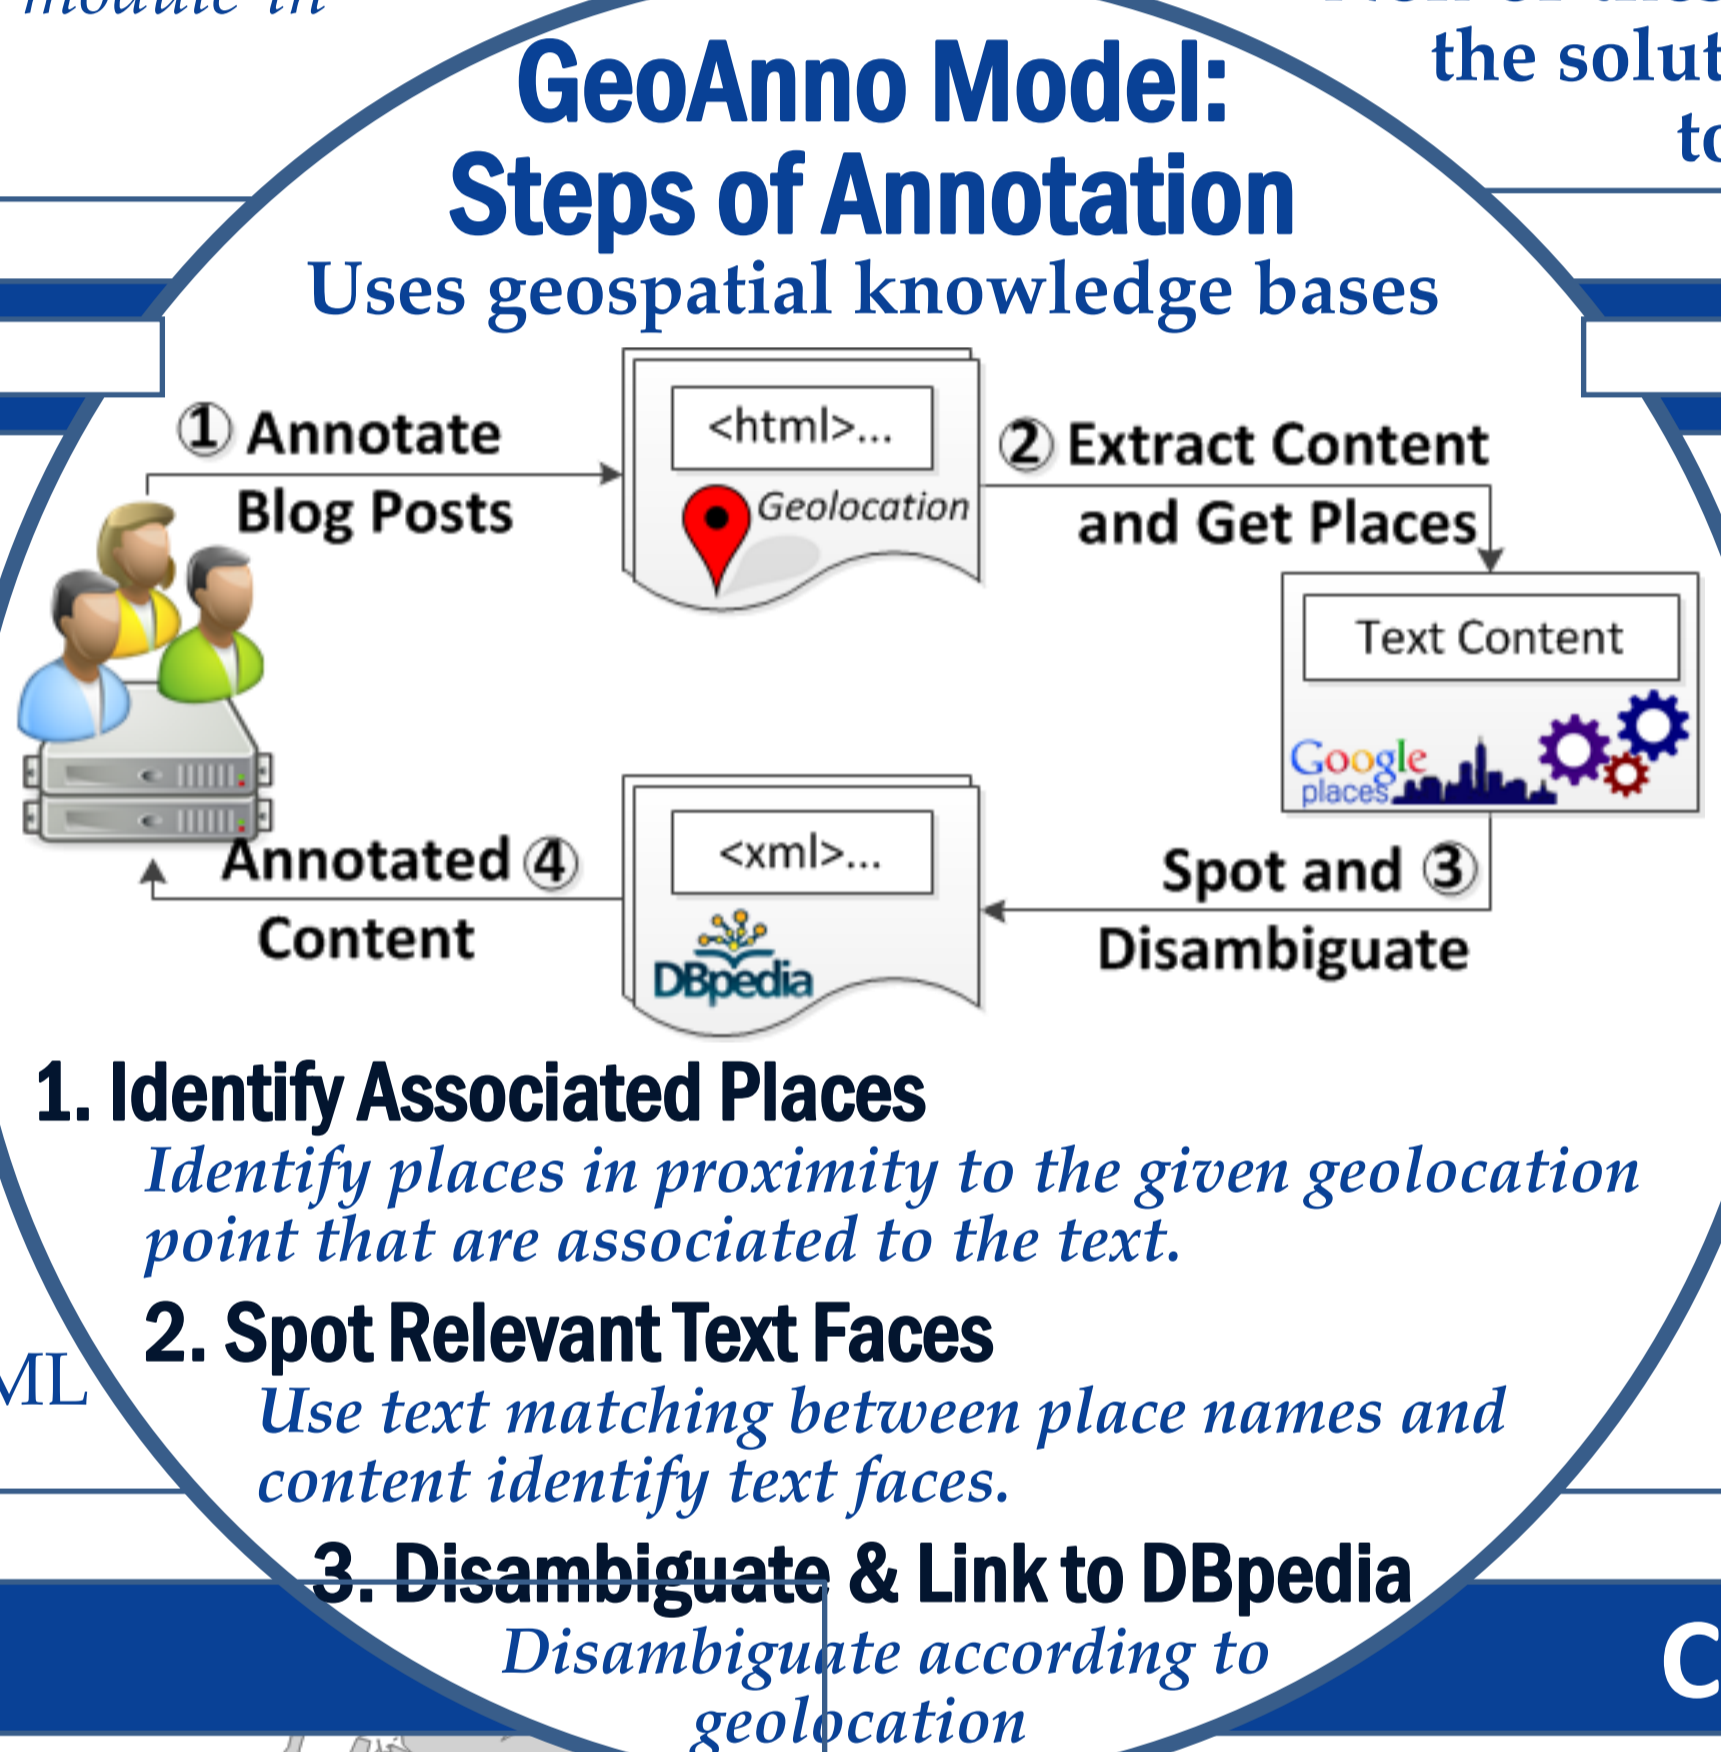 module in
the solut
to
GeoAnno Model:
Steps of Annotation
Uses geospatial knowledge bases
① Annotate
Blog Posts
<html>...
Geolocation
② Extract Content
and Get Places
Text Content
Google
places
Spot and ③
Disambiguate
<xml>...
DBpedia
Annotated ④
Content
1. Identify Associated Places
Identify places in proximity to the given geolocation
point that are associated to the text.
2. Spot Relevant Text Faces
ML
Use text matching between place names and
content identify text faces.
3. Disambiguate & Link to DBpedia
Disambiguate according to
geolocation
C